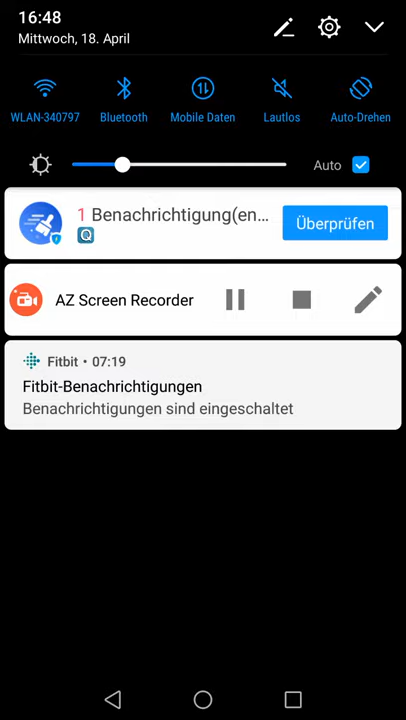 16:48
Mittwoch, 18. April
WLAN-340797
Bluetooth
Mobile Daten
Lautlos
Auto-Drehen
Auto
1 Benachrichtigung(en...
Überprüfen
Q
AZ Screen Recorder
Fitbit • 07:19
Fitbit-Benachrichtigungen
Benachrichtigungen sind eingeschaltet